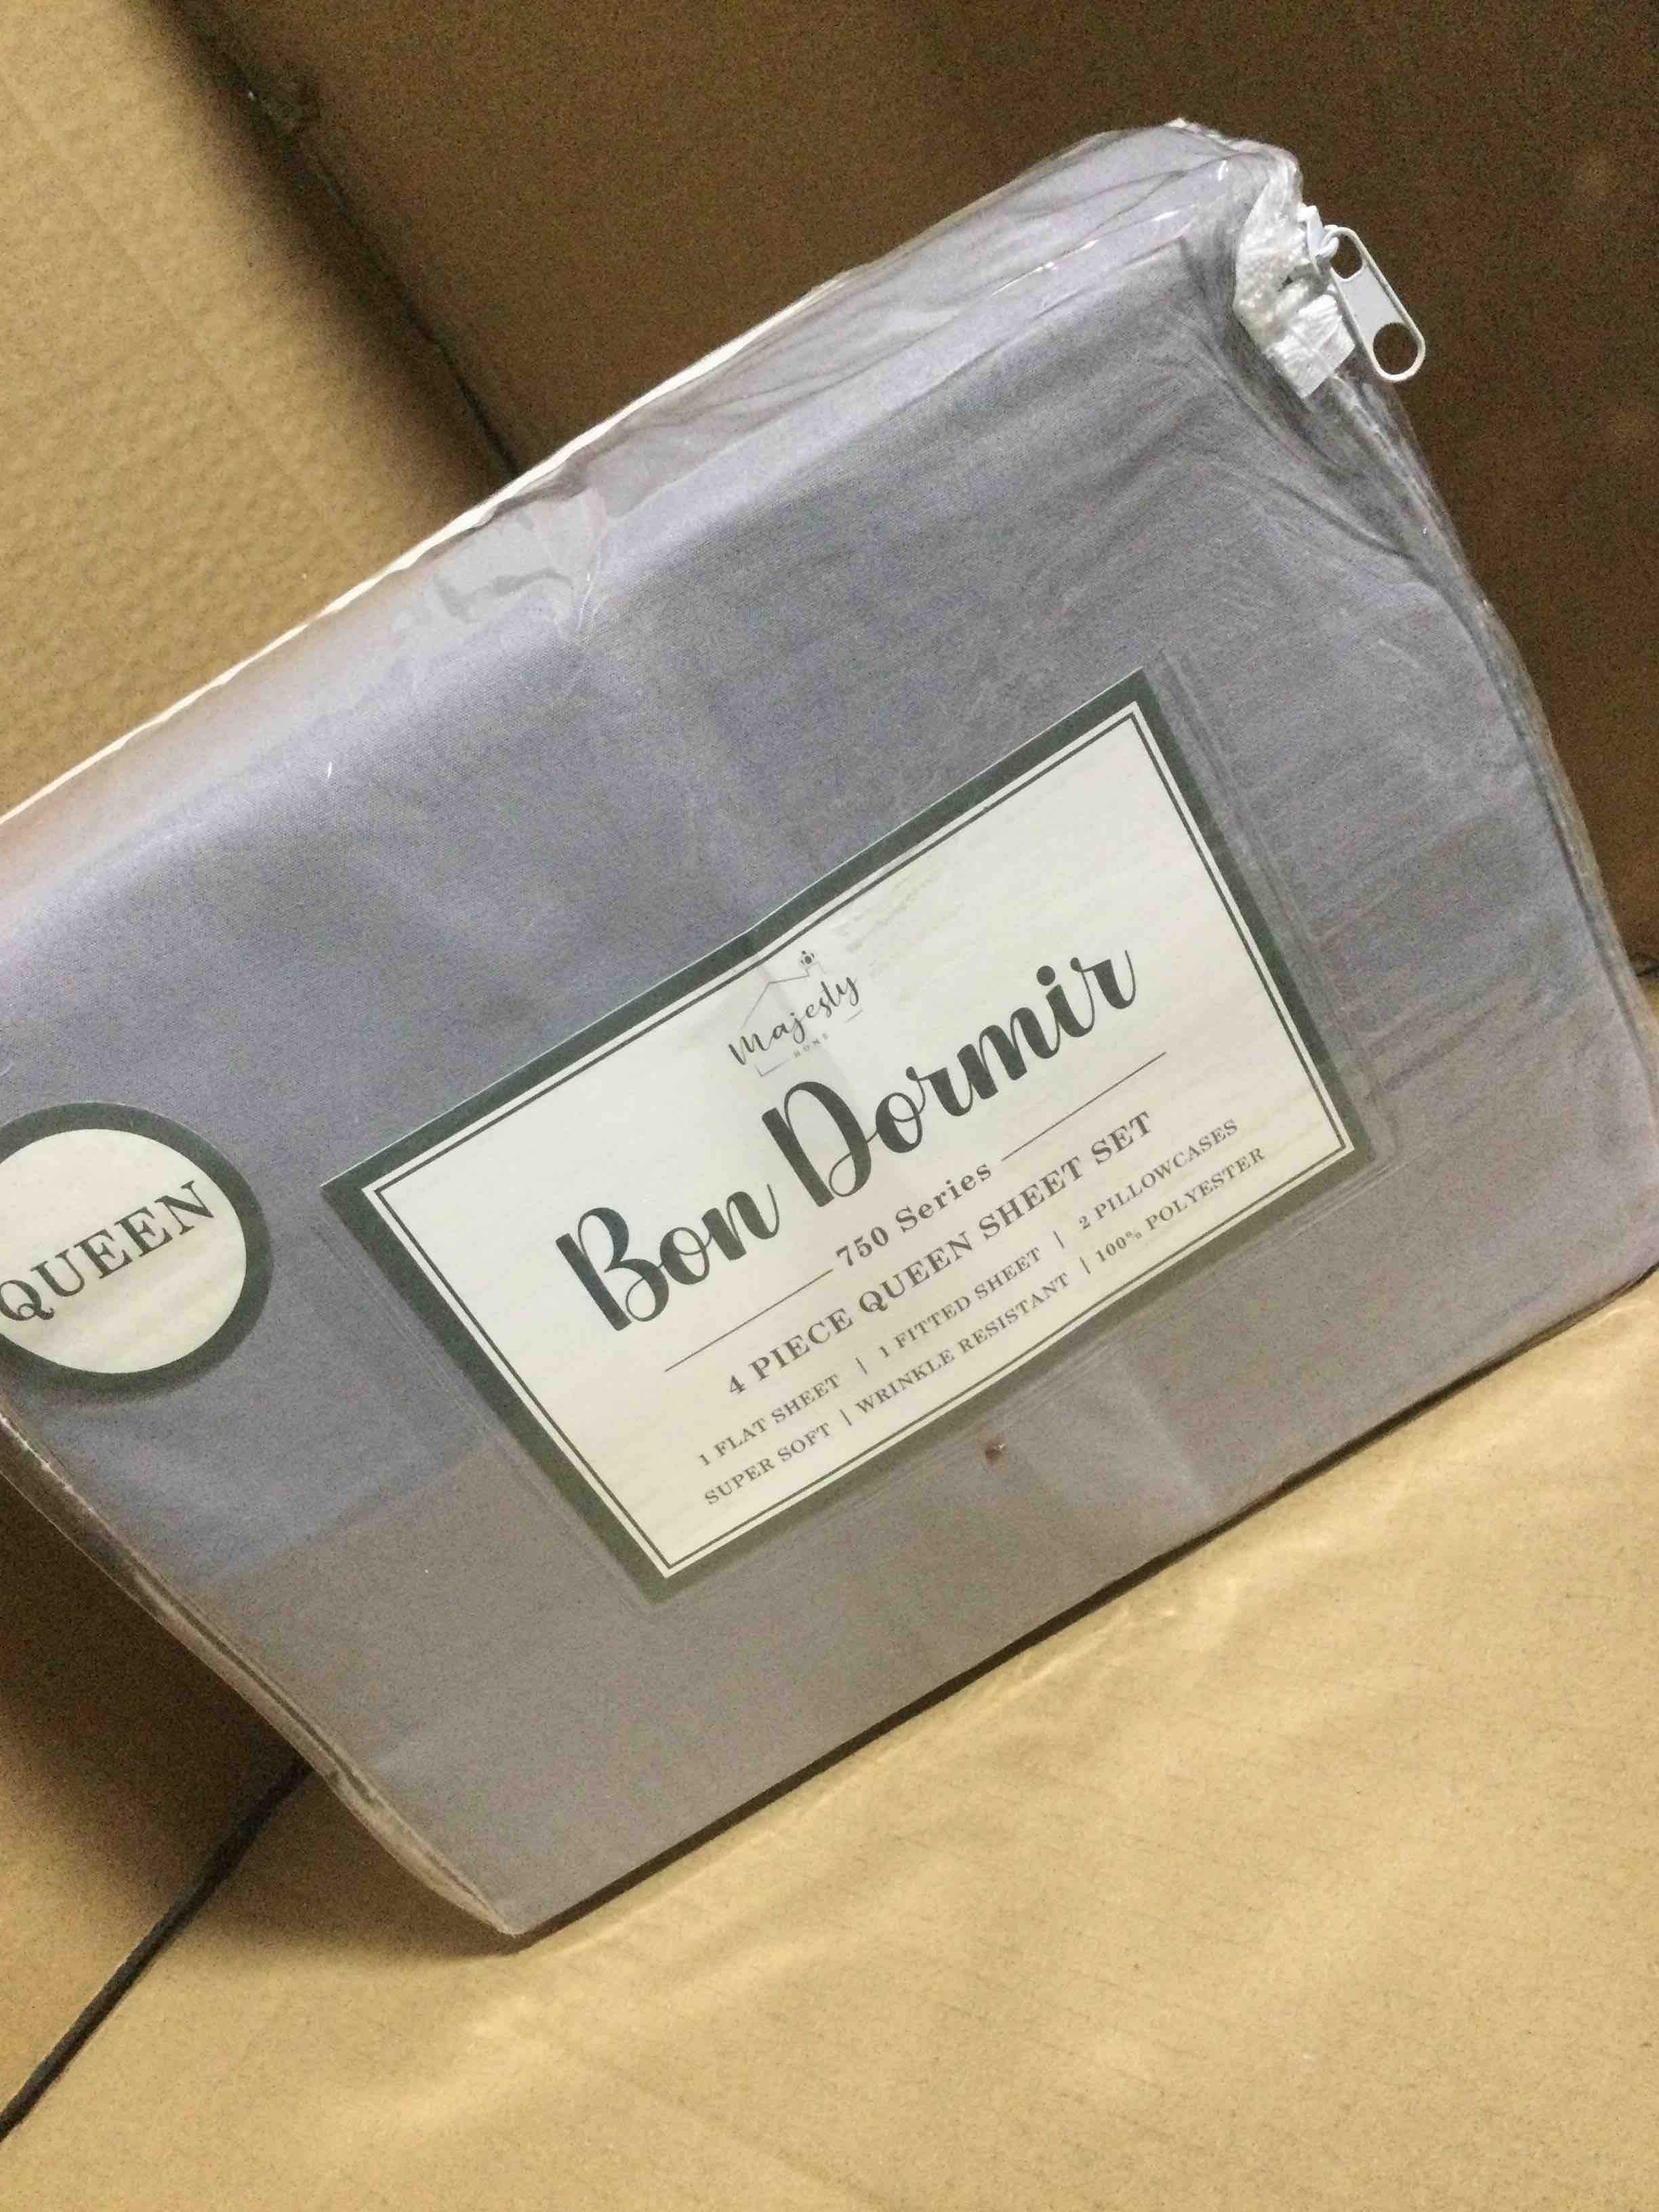 Majesty
HOME
Bon Dormir
750 Series
4 PIECE QUEEN SHEET SET
1 FLAT SHEET | 1 FITTED SHEET | 2 PILLOWCASES
SUPER SOFT | WRINKLE RESISTANT | 100% POLYESTER
QUEEN